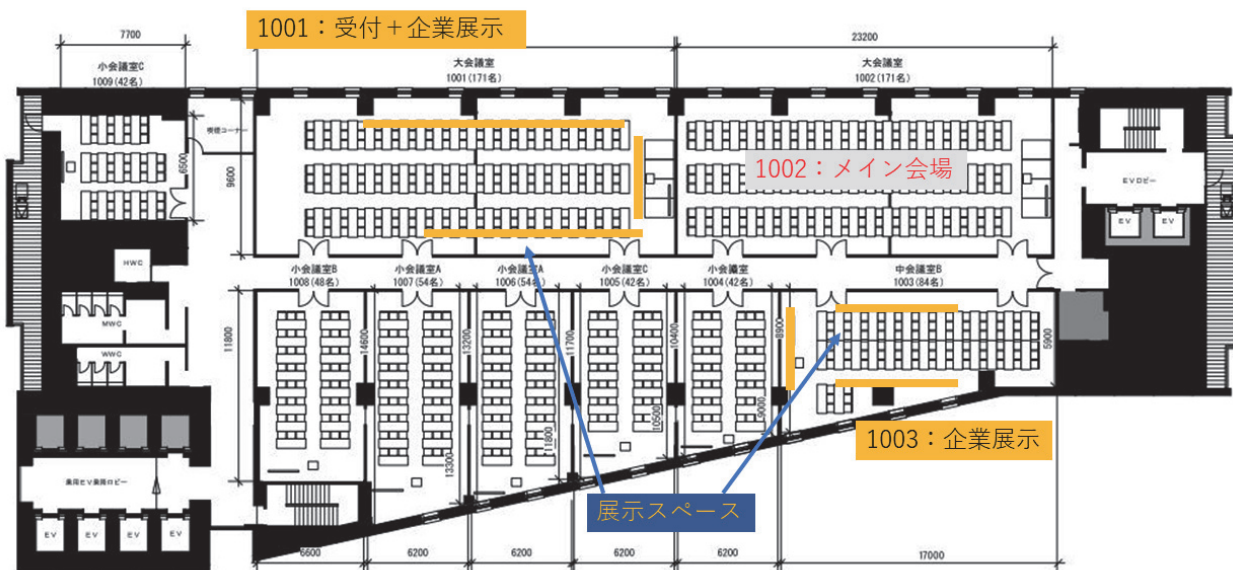 1001：受付＋企業展示
7700
23200
小会議室C
1009(42名)
大会議室
1001(171名)
大会議室
1002(171名)
喫煙コーナー
6500
9600
1002：メイン会場
EVロビー
EV
EV
HWC
MWC
WWC
小会議室B
1008(48名)
小会議室A
1007(54名)
小会議室A
1006(54名)
小会議室C
1005(42名)
小会議室
1004(42名)
中会議室B
1003(84名)
11800
14600
13200
11700
10400
8900
5900
13300
11800
10500
9000
1003：企業展示
展示スペース
EV
EV
EV
EV
6600
6200
6200
6200
6200
17000